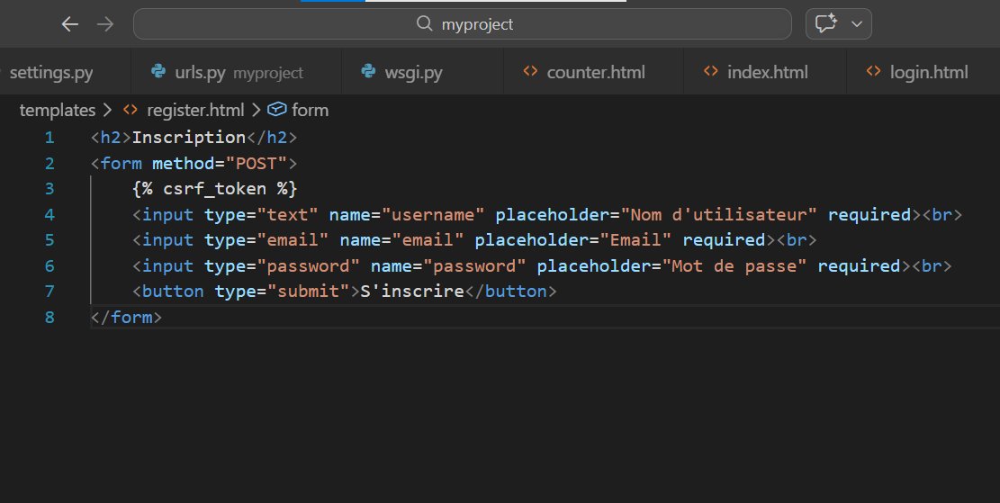 myproject
settings.py urls.py myproject wsgi.py counter.html index.html login.html
templates > register.html > form
1 <h2>Inscription</h2>
2 <form method="POST">
3 {% csrf_token %}
4 <input type="text" name="username" placeholder="Nom d'utilisateur" required><br>
5 <input type="email" name="email" placeholder="Email" required><br>
6 <input type="password" name="password" placeholder="Mot de passe" required><br>
7 <button type="submit">S'inscrire</button>
8 </form>